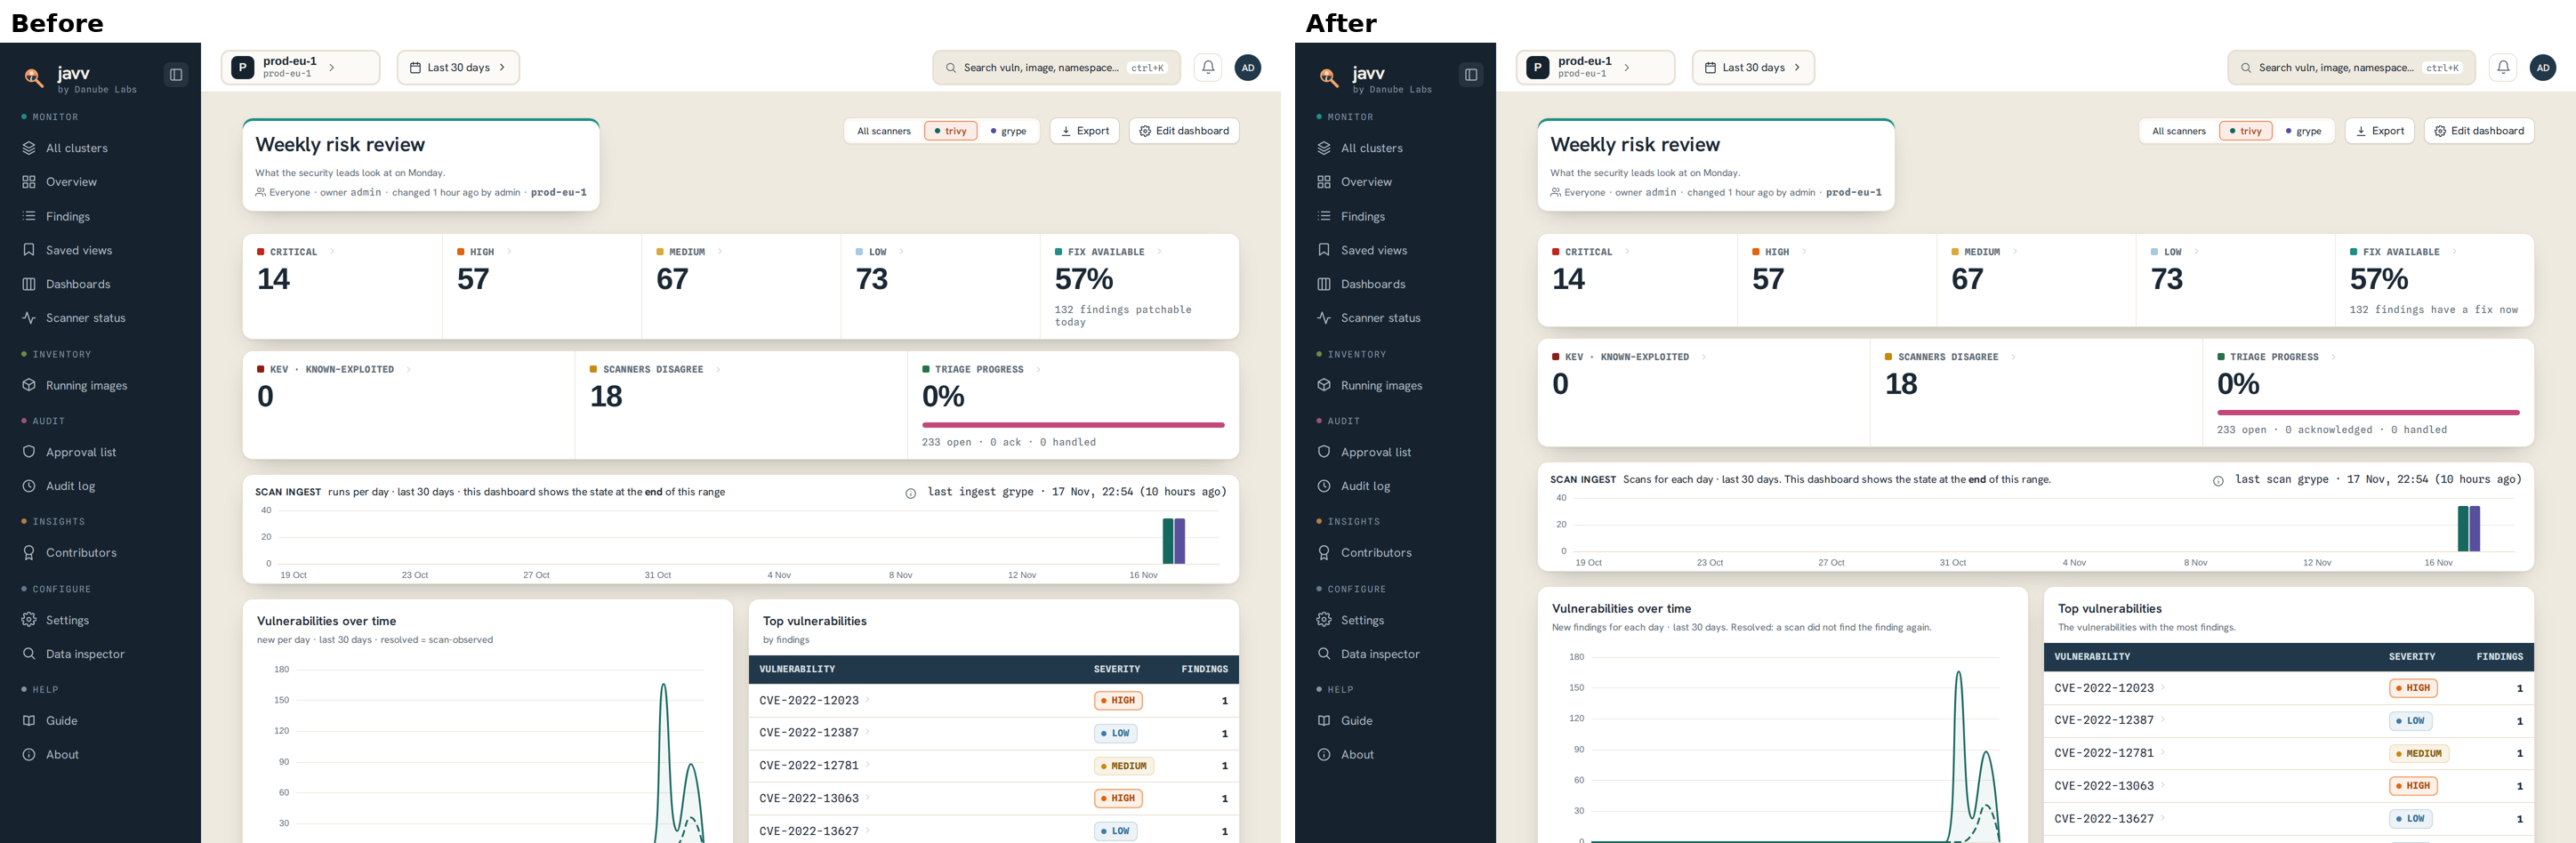 Before
javv
by Danube Labs
MONITOR
All clusters
Overview
Findings
Saved views
Dashboards
Scanner status
INVENTORY
Running images
AUDIT
Approval list
Audit log
INSIGHTS
Contributors
CONFIGURE
Settings
Data inspector
HELP
Guide
About
P prod-eu-1
prod-eu-1
Last 30 days
Search vuln, image, namespace... ctrl+K
AD
Weekly risk review
What the security leads look at on Monday.
Everyone · owner admin · changed 1 hour ago by admin · prod-eu-1
All scanners trivy grype Export Edit dashboard
CRITICAL
14
HIGH
57
MEDIUM
67
LOW
73
FIX AVAILABLE
57%
132 findings patchable
today
KEV · KNOWN-EXPLOITED
0
SCANNERS DISAGREE
18
TRIAGE PROGRESS
0%
233 open · 0 ack · 0 handled
SCAN INGEST runs per day · last 30 days · this dashboard shows the state at the end of this range
last ingest grype · 17 Nov, 22:54 (10 hours ago)
40
20
0
19 Oct 23 Oct 27 Oct 31 Oct 4 Nov 8 Nov 12 Nov 16 Nov
Vulnerabilities over time
new per day · last 30 days · resolved = scan-observed
180
150
120
90
60
30
Top vulnerabilities
by findings
VULNERABILITY SEVERITY FINDINGS
CVE-2022-12023 HIGH 1
CVE-2022-12387 LOW 1
CVE-2022-12781 MEDIUM 1
CVE-2022-13063 HIGH 1
CVE-2022-13627 LOW 1
After
javv
by Danube Labs
MONITOR
All clusters
Overview
Findings
Saved views
Dashboards
Scanner status
INVENTORY
Running images
AUDIT
Approval list
Audit log
INSIGHTS
Contributors
CONFIGURE
Settings
Data inspector
HELP
Guide
About
P prod-eu-1
prod-eu-1
Last 30 days
Search vuln, image, namespace... ctrl+K
AD
Weekly risk review
What the security leads look at on Monday.
Everyone · owner admin · changed 1 hour ago by admin · prod-eu-1
All scanners trivy grype Export Edit dashboard
CRITICAL
14
HIGH
57
MEDIUM
67
LOW
73
FIX AVAILABLE
57%
132 findings have a fix now
KEV · KNOWN-EXPLOITED
0
SCANNERS DISAGREE
18
TRIAGE PROGRESS
0%
233 open · 0 acknowledged · 0 handled
SCAN INGEST Scans for each day · last 30 days. This dashboard shows the state at the end of this range.
last scan grype · 17 Nov, 22:54 (10 hours ago)
40
20
0
19 Oct 23 Oct 27 Oct 31 Oct 4 Nov 8 Nov 12 Nov 16 Nov
Vulnerabilities over time
New findings for each day · last 30 days. Resolved: a scan did not find the finding again.
180
150
120
90
60
30
0
Top vulnerabilities
The vulnerabilities with the most findings.
VULNERABILITY SEVERITY FINDINGS
CVE-2022-12023 HIGH 1
CVE-2022-12387 LOW 1
CVE-2022-12781 MEDIUM 1
CVE-2022-13063 HIGH 1
CVE-2022-13627 LOW 1